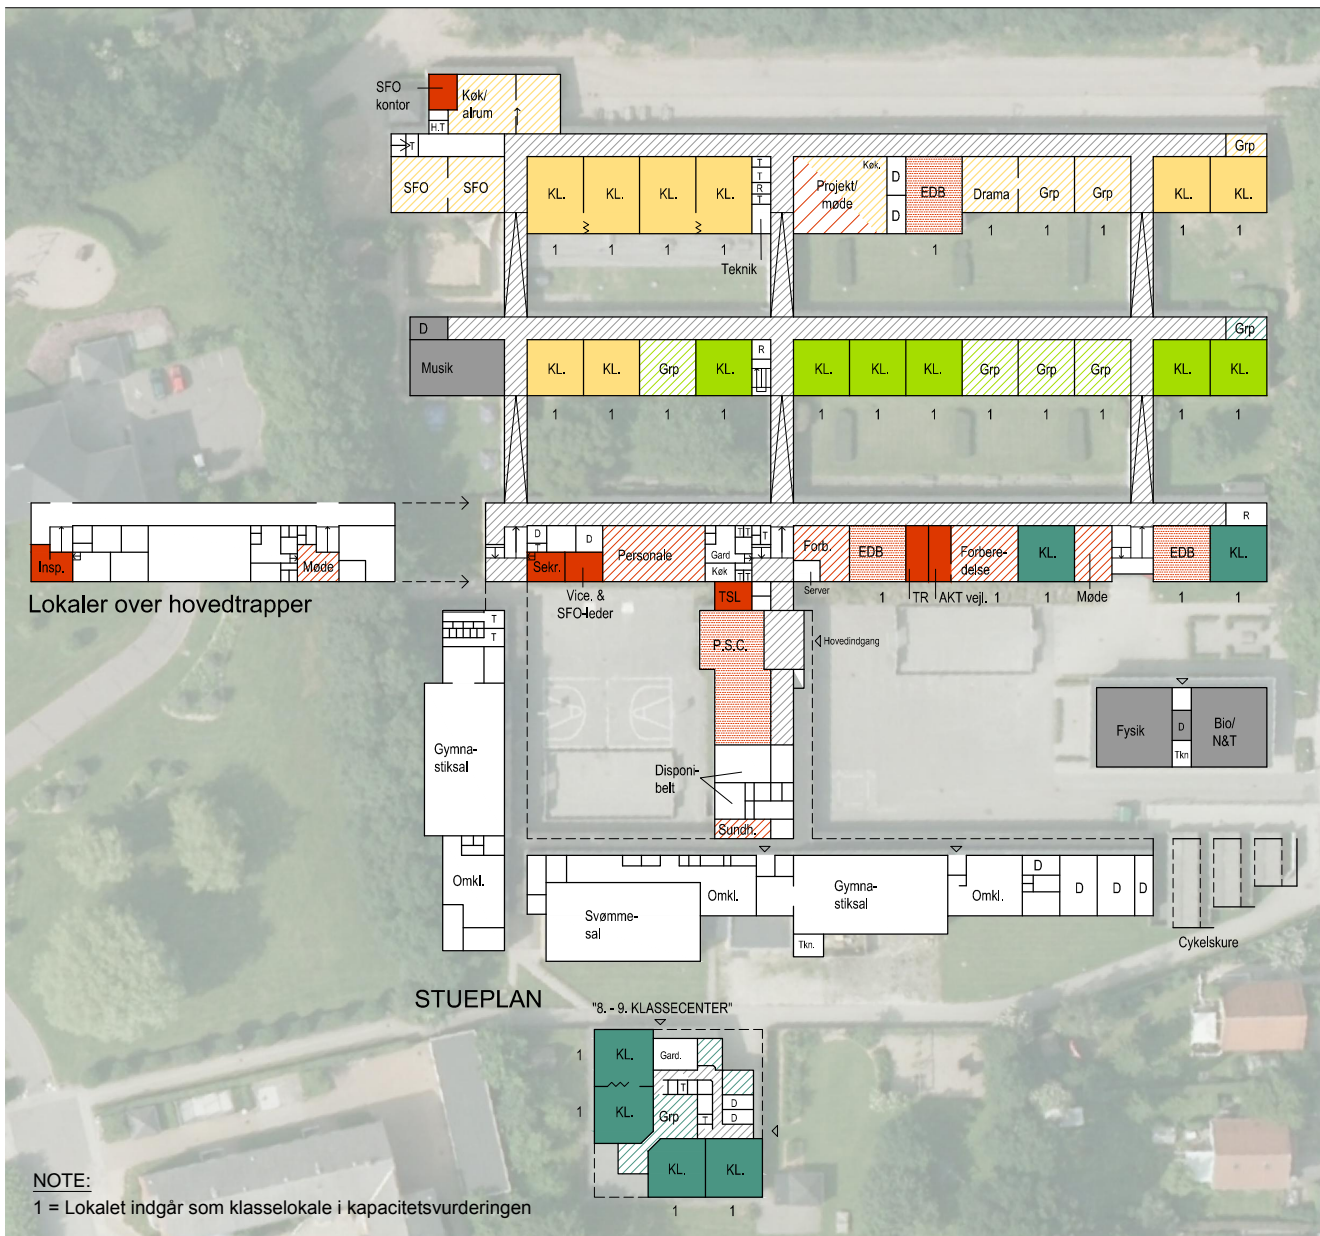 SFO
kontor
Køk/
alrum
H.T
T
Grp
SFO SFO KL. KL. KL. KL. T
T
R
T
Projekt/
møde
Køk.
D
D
EDB Drama Grp Grp KL. KL.
1 1 1 1 1 1 1 1 1 1
Teknik
D
Grp
Musik KL. KL. Grp KL. R KL. KL. KL. Grp Grp Grp KL. KL.
1 1 1 1 1 1 1 1 1 1 1 1
R
Insp. Møde
Lokaler over hovedtrapper
D D
Sekr. Personale
Gard
Køk
T T T
T
T T
Forb. EDB Forbere-
delse
KL. EDB KL.
Vice. &
SFO-leder
TSL
Server
1 TR AKT vejl. 1 1 Møde 1 1
P.S.C.
Hovedindgang
T
T
Gymna-
stiksal
Omkl.
Disponi-
belt
Sundh.
Fysik D Tkn Bio/
N&T
Svømme-
sal
Omkl.
Gymna-
stiksal
Tkn.
Omkl.
D
D D D
Cykelskure
STUEPLAN
"8. - 9. KLASSECENTER"
1 KL. Gard.
T
1 KL. Grp
D
D
T
KL. KL.
1 1
NOTE:
1 = Lokalet indgår som klasselokale i kapacitetsvurderingen